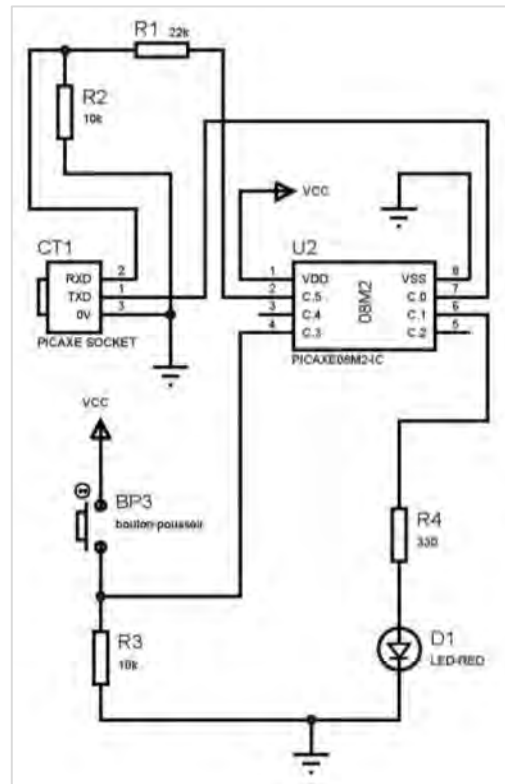 R1 22k
R2
10k
VCC
CT1
RXD 2
TXD 1
0V 3
PICAXE SOCKET
U2
1 VDD VSS 8
2 C.5 C.0 7
3 C.4 C.1 6
4 C.3 C.2 5
08M2
PICAXE08M2-IC
VCC
BP3
bouton-poussoir
R4
330
R3
10k
D1
LED-RED